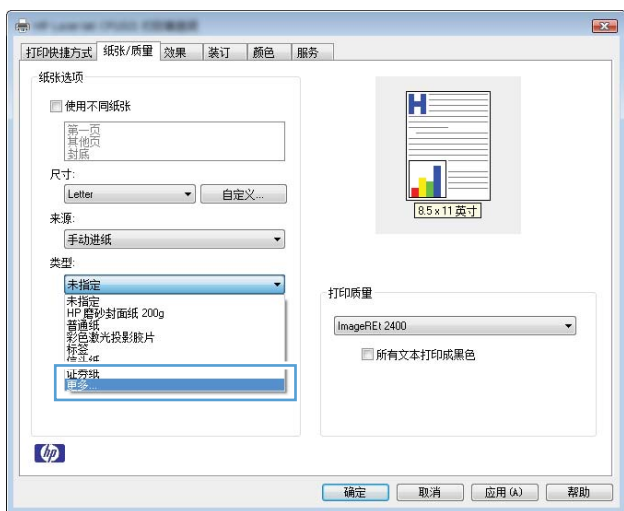 打印快捷方式 纸张/质量 效果 装订 颜色 服务
纸张选项
使用不同纸张
第一页
其他页
封底
尺寸:
Letter 自定义...
8.5 x 11 英寸
来源:
手动进纸
类型:
未指定
未指定
HP 磨砂封面纸 200g
普通纸
彩色激光投影胶片
标签
信头纸
证券纸
更多...
打印质量
ImageREt 2400
所有文本打印成黑色
hp
确定 取消 应用(A) 帮助